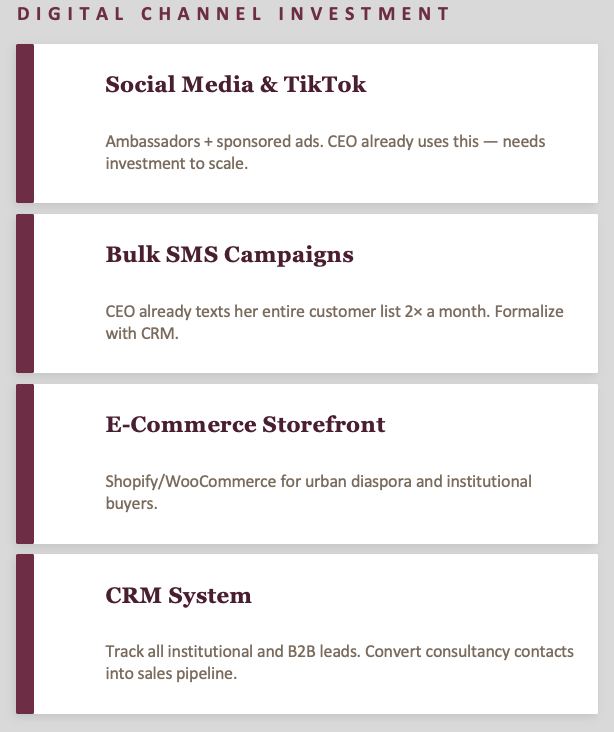 DIGITAL CHANNEL INVESTMENT
Social Media & TikTok
Ambassadors + sponsored ads. CEO already uses this — needs
investment to scale.
Bulk SMS Campaigns
CEO already texts her entire customer list 2× a month. Formalize
with CRM.
E-Commerce Storefront
Shopify/WooCommerce for urban diaspora and institutional
buyers.
CRM System
Track all institutional and B2B leads. Convert consultancy contacts
into sales pipeline.